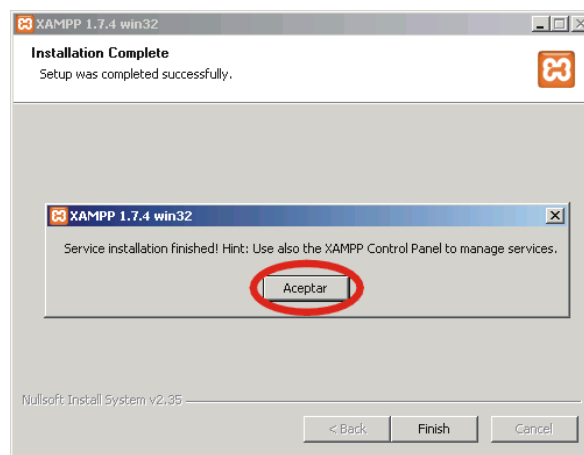 XAMPP 1.7.4 win32
Installation Complete
Setup was completed successfully.
XAMPP 1.7.4 win32
Service installation finished! Hint: Use also the XAMPP Control Panel to manage services.
Aceptar
Nullsoft Install System v2.35
< Back Finish Cancel